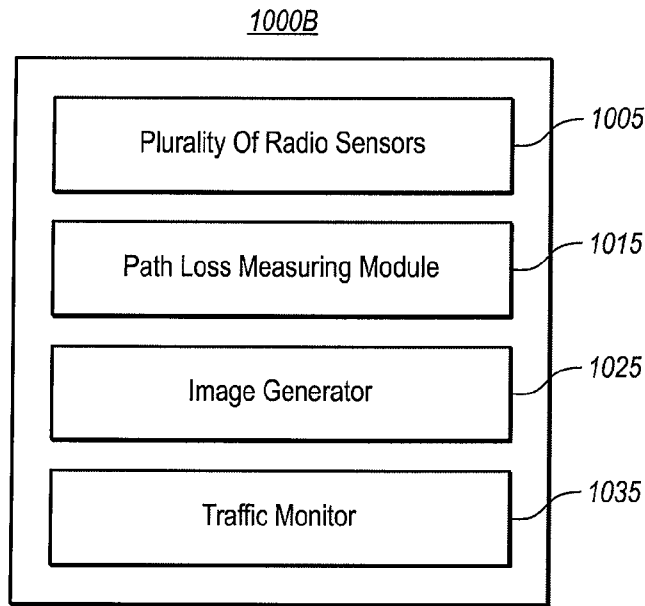 1000B
Plurality Of Radio Sensors
1005
Path Loss Measuring Module
1015
Image Generator
1025
Traffic Monitor
1035